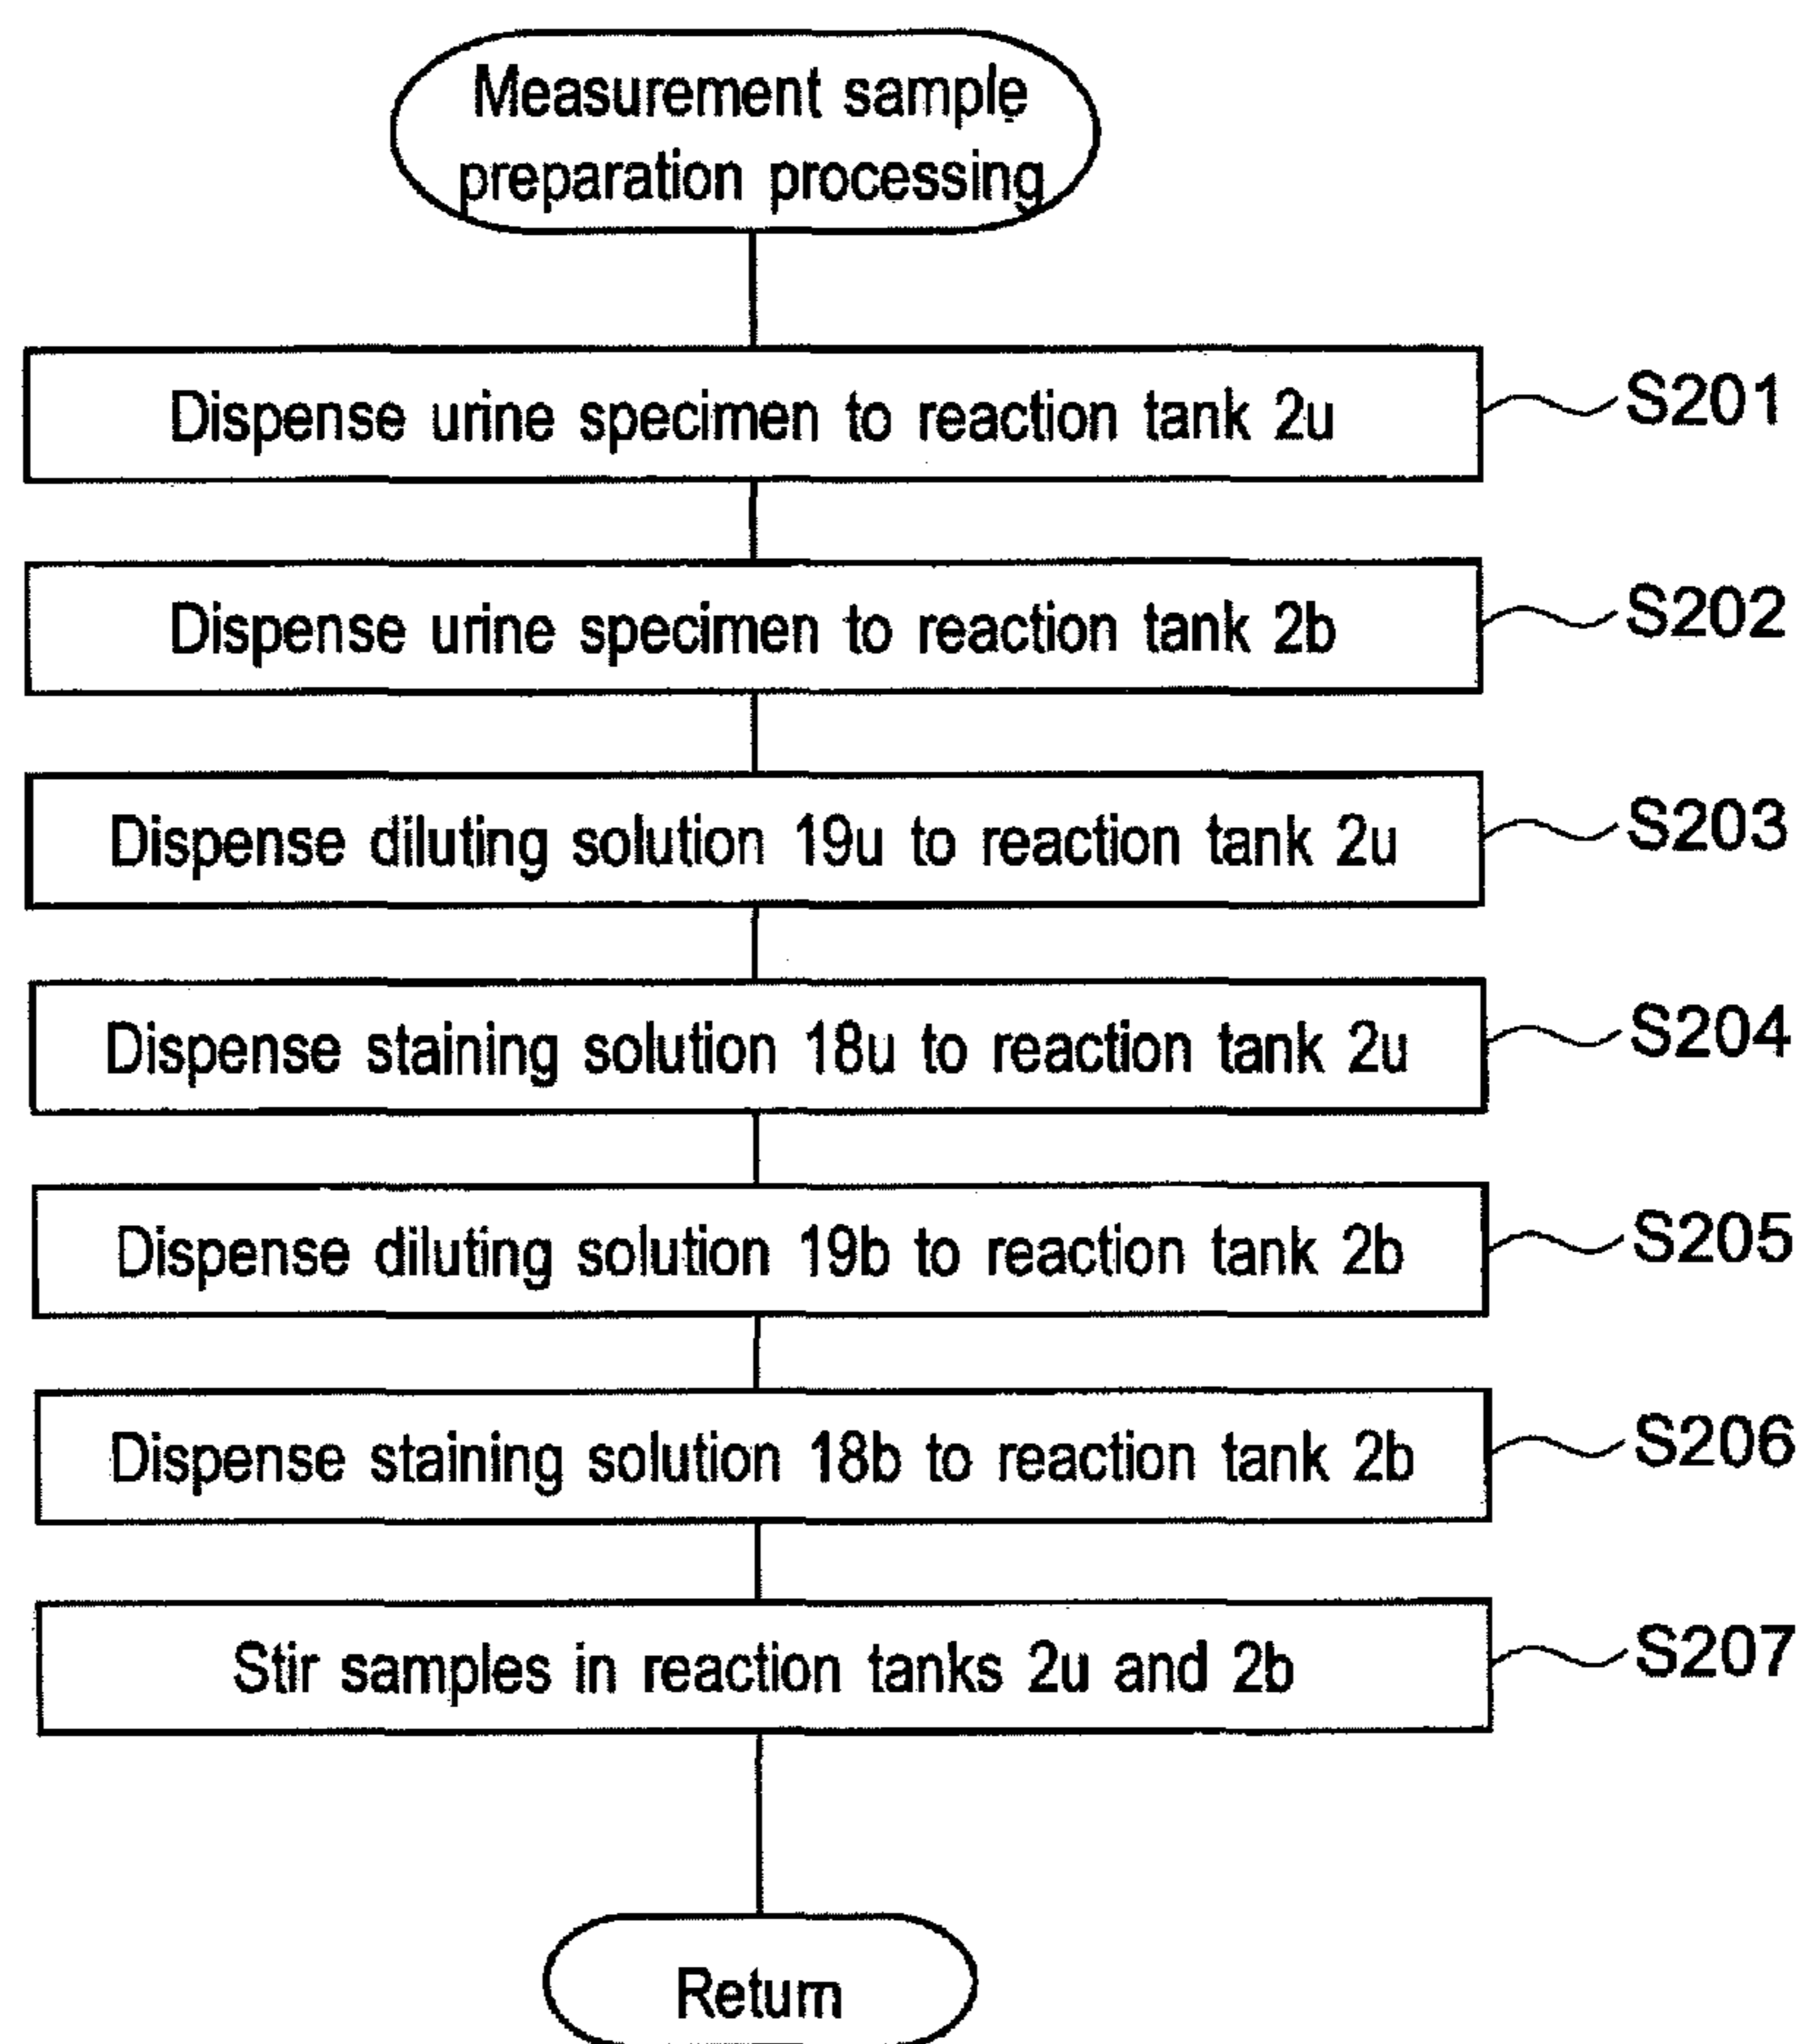 Measurement sample
preparation processing
Dispense urine specimen to reaction tank 2u
S201
Dispense urine specimen to reaction tank 2b
S202
Dispense diluting solution 19u to reaction tank 2u
S203
Dispense staining solution 18u to reaction tank 2u
S204
Dispense diluting solution 19b to reaction tank 2b
S205
Dispense staining solution 18b to reaction tank 2b
S206
Stir samples in reaction tanks 2u and 2b
S207
Return